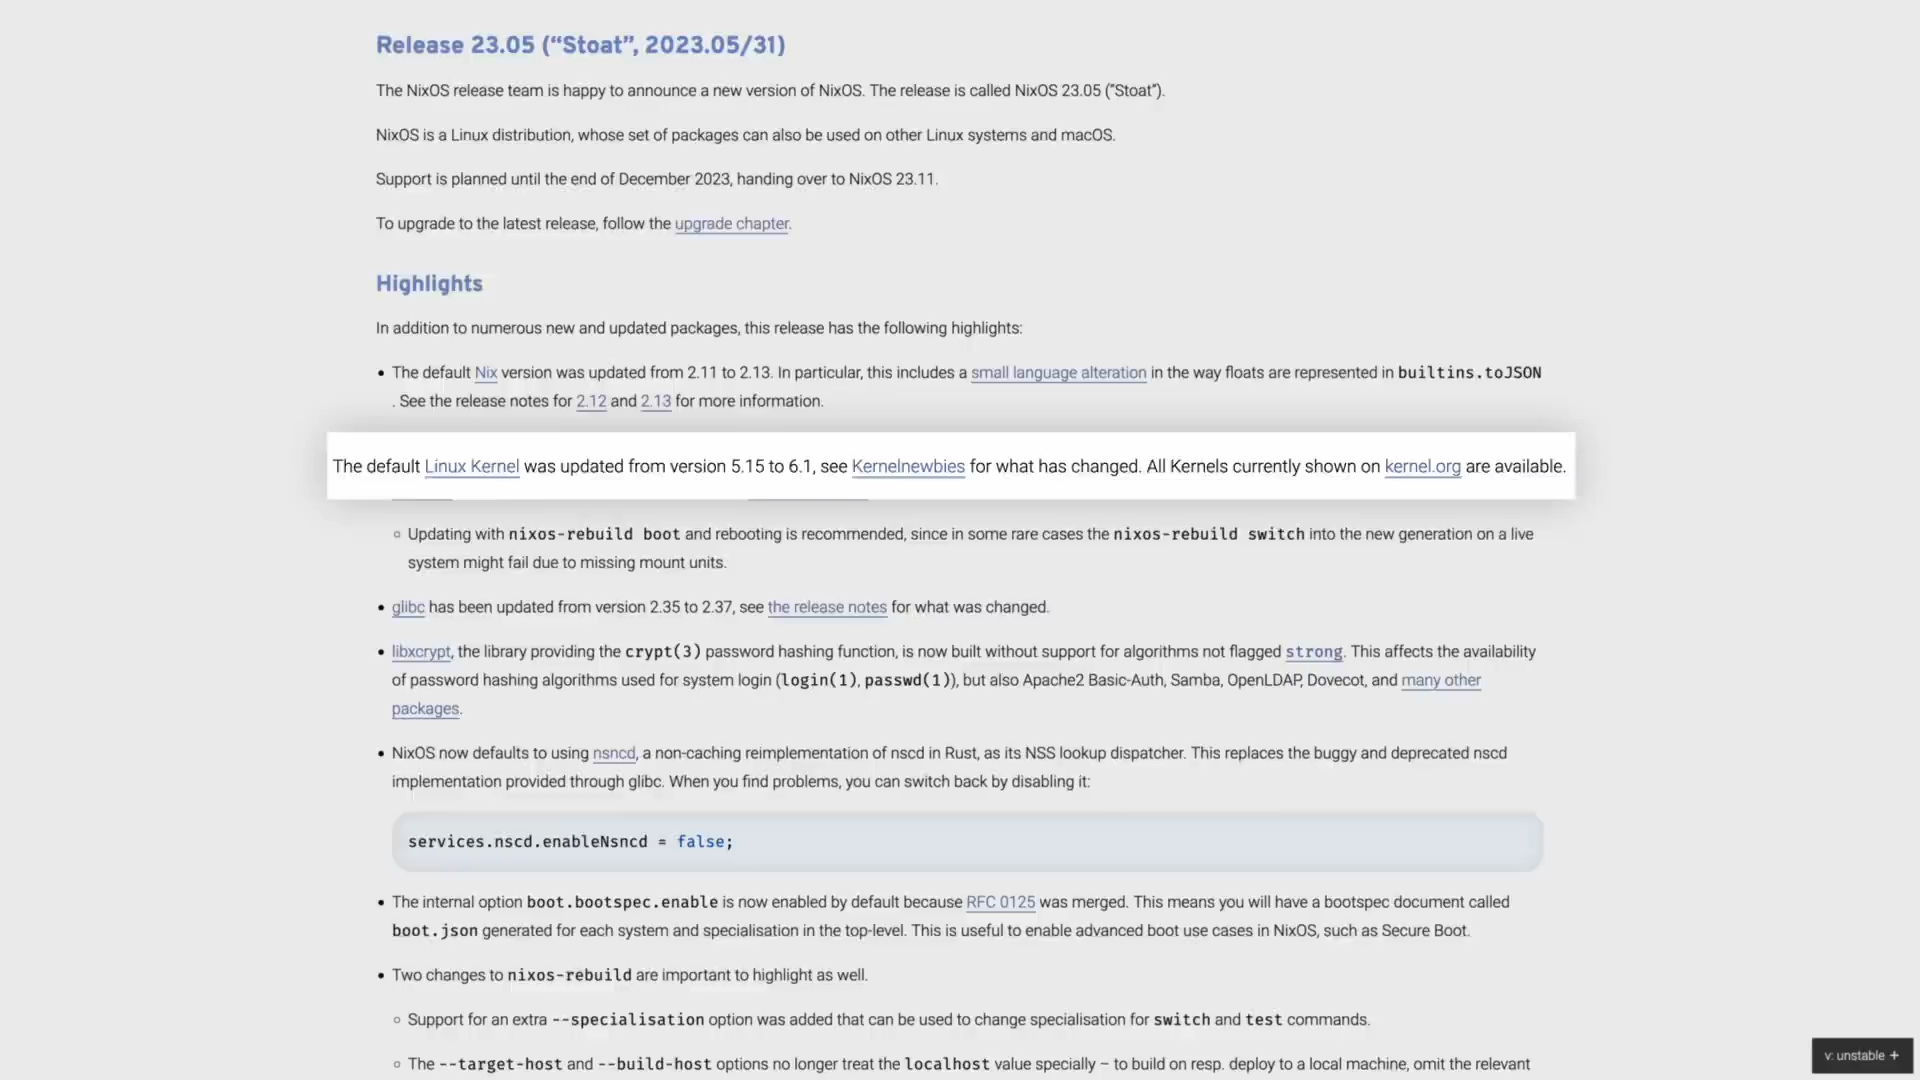 Release 23.05 (“Stoat”, 2023.05/31)
The NixOS release team is happy to announce a new version of NixOS. The release is called NixOS 23.05 (“Stoat”).
NixOS is a Linux distribution, whose set of packages can also be used on other Linux systems and macOS.
Support is planned until the end of December 2023, handing over to NixOS 23.11.
To upgrade to the latest release, follow the upgrade chapter.
Highlights
In addition to numerous new and updated packages, this release has the following highlights:
• The default Nix version was updated from 2.11 to 2.13. In particular, this includes a small language alteration in the way floats are represented in builtins.toJSON
. See the release notes for 2.12 and 2.13 for more information.
The default Linux Kernel was updated from version 5.15 to 6.1, see Kernelnewbies for what has changed. All Kernels currently shown on kernel.org are available.
◦ Updating with nixos-rebuild boot and rebooting is recommended, since in some rare cases the nixos-rebuild switch into the new generation on a live
system might fail due to missing mount units.
• glibc has been updated from version 2.35 to 2.37, see the release notes for what was changed.
• libxcrypt, the library providing the crypt(3) password hashing function, is now built without support for algorithms not flagged strong. This affects the availability
of password hashing algorithms used for system login (login(1), passwd(1)), but also Apache2 Basic-Auth, Samba, OpenLDAP, Dovecot, and many other
packages.
• NixOS now defaults to using nsncd, a non-caching reimplementation of nscd in Rust, as its NSS lookup dispatcher. This replaces the buggy and deprecated nscd
implementation provided through glibc. When you find problems, you can switch back by disabling it:
services.nscd.enableNsncd = false;
• The internal option boot.bootspec.enable is now enabled by default because RFC 0125 was merged. This means you will have a bootspec document called
boot.json generated for each system and specialisation in the top-level. This is useful to enable advanced boot use cases in NixOS, such as Secure Boot.
• Two changes to nixos-rebuild are important to highlight as well.
◦ Support for an extra --specialisation option was added that can be used to change specialisation for switch and test commands.
◦ The --target-host and --build-host options no longer treat the localhost value specially – to build on resp. deploy to a local machine, omit the relevant
v: unstable +